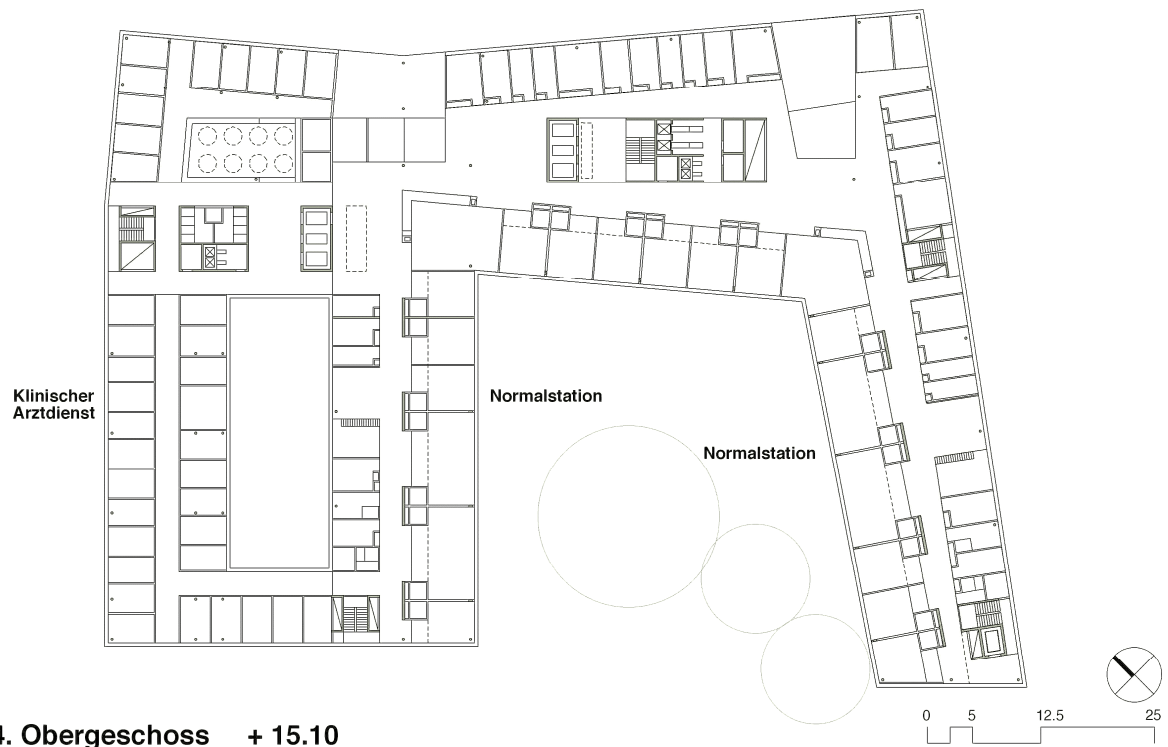 Klinischer
Arztdienst
Normalstation
Normalstation
0 5 12.5 25
4. Obergeschoss + 15.10